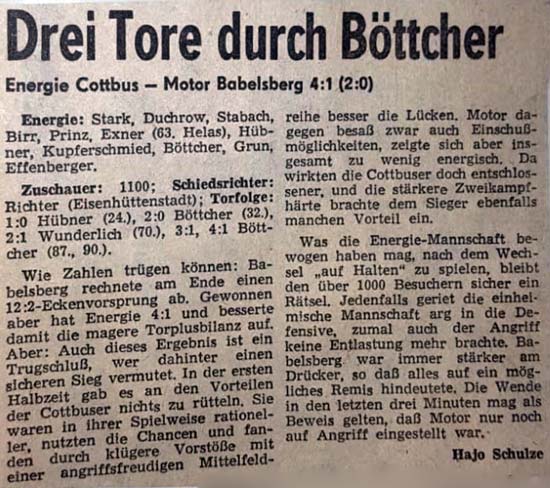 Drei Tore durch Böttcher
Energie Cottbus – Motor Babelsberg 4:1 (2:0)
Energie: Stark, Duchrow, Stabach,
Birr, Prinz, Exner (63. Helas), Hüb-
ner, Kupferschmied, Böttcher, Grun,
Effenberger.
Zuschauer: 1100; Schiedsrichter:
Richter (Eisenhüttenstadt); Torfolge:
1:0 Hübner (24.), 2:0 Böttcher (32.),
2:1 Wunderlich (70.), 3:1, 4:1 Bött-
cher (87., 90.).
Wie Zahlen trügen können: Ba-
belsberg rechnete am Ende einen
12:2-Eckenvorsprung ab. Gewonnen
aber hat Energie 4:1 und besserte
damit die magere Torplusbilanz auf.
Aber: Auch dieses Ergebnis ist ein
Trugschluß, wer dahinter einen
sicheren Sieg vermutet. In der ersten
Halbzeit gab es an den Vorteilen
der Cottbuser nichts zu rütteln. Sie
waren in ihrer Spielweise rationel-
ler, nutzten die Chancen und fan-
den durch klügere Vorstöße mit
einer angriffsfreudigen Mittelfeld-
reihe besser die Lücken. Motor da-
gegen besaß zwar auch Einschuß-
möglichkeiten, zeigte sich aber ins-
gesamt zu wenig energisch. Da
wirkten die Cottbuser doch entschlos-
sener, und die stärkere Zweikampf-
härte brachte dem Sieger ebenfalls
manchen Vorteil ein.
Was die Energie-Mannschaft be-
wogen haben mag, nach dem Wech-
sel „auf Halten" zu spielen, bleibt
den über 1000 Besuchern sicher ein
Rätsel. Jedenfalls geriet die einhei-
mische Mannschaft arg in die De-
fensive, zumal auch der Angriff
keine Entlastung mehr brachte. Ba-
belsberg war immer stärker am
Drücker, so daß alles auf ein mög-
liches Remis hindeutete. Die Wende
in den letzten drei Minuten mag als
Beweis gelten, daß Motor nur noch
auf Angriff eingestellt war.
Hajo Schulze